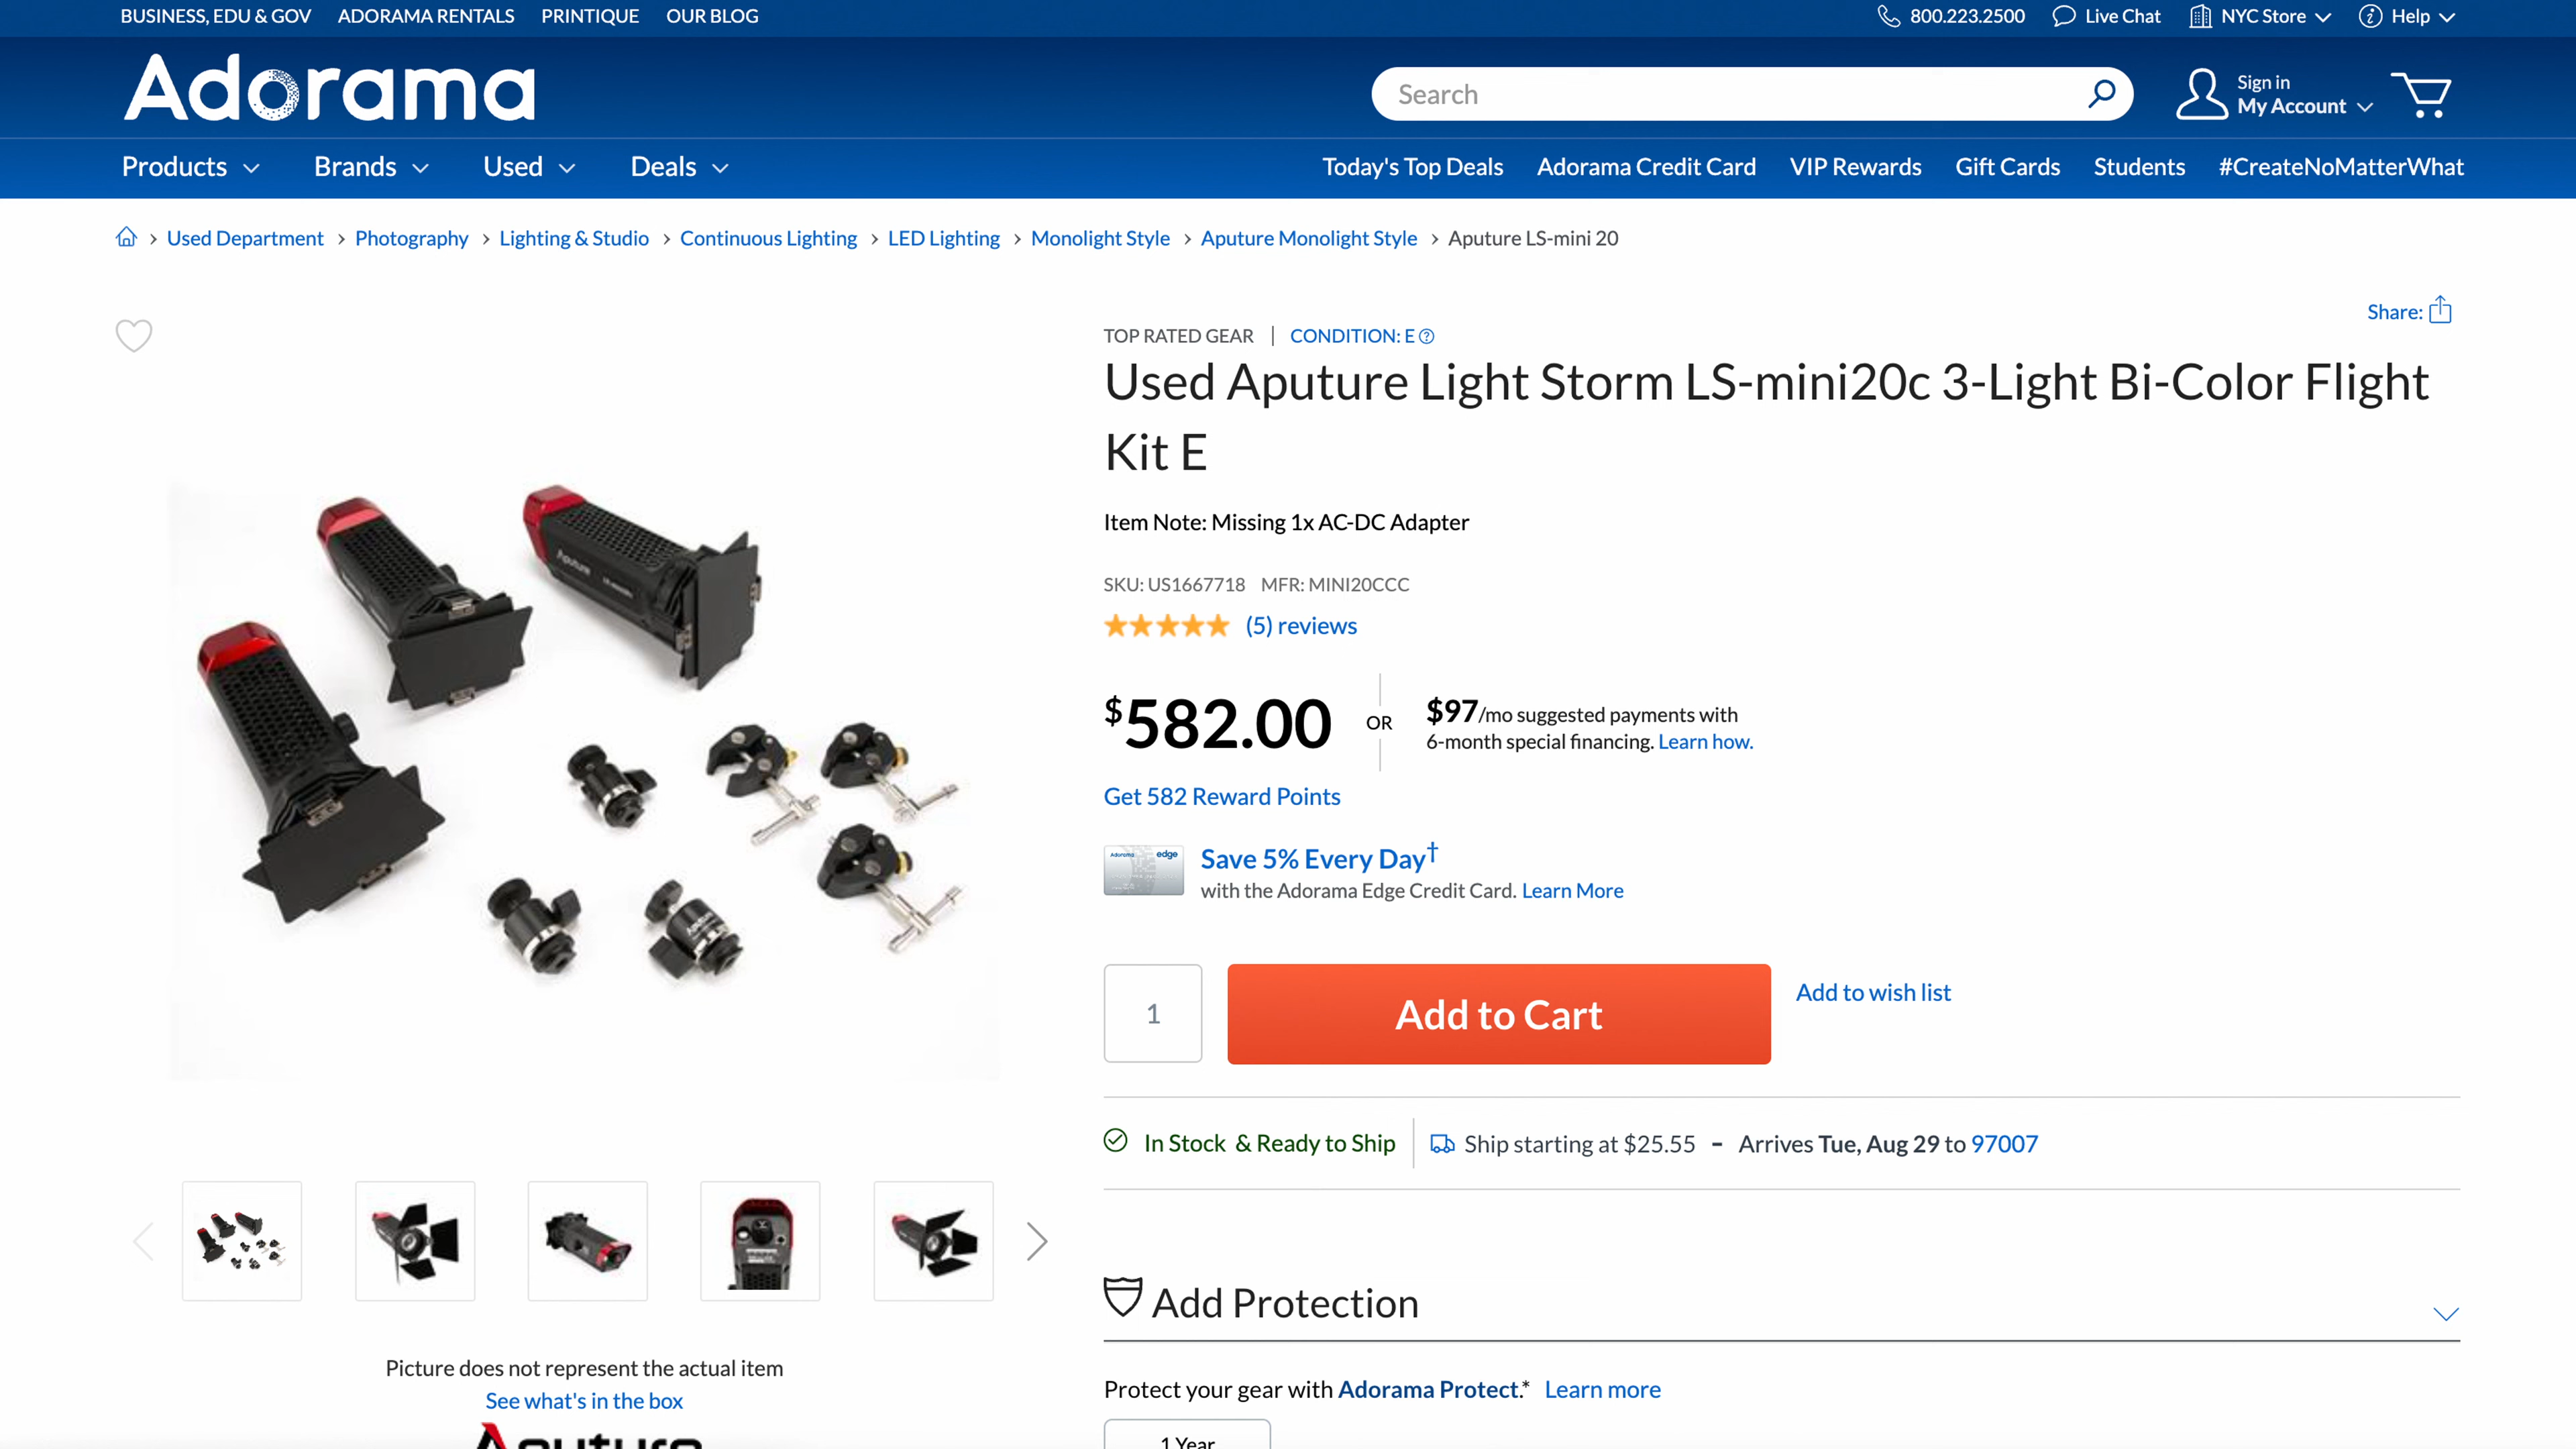 BUSINESS, EDU & GOV ADORAMA RENTALS PRINTIQUE OUR BLOG
800.223.2500 Live Chat NYC Store Help
Adorama
Search
Sign in
My Account
Products Brands Used Deals
Today's Top Deals Adorama Credit Card VIP Rewards Gift Cards Students #CreateNoMatterWhat
> Used Department > Photography > Lighting & Studio > Continuous Lighting > LED Lighting > Monolight Style > Aputure Monolight Style > Aputure LS-mini 20
Share:
TOP RATED GEAR | CONDITION: E
Used Aputure Light Storm LS-mini20c 3-Light Bi-Color Flight
Kit E
Item Note: Missing 1x AC-DC Adapter
SKU: US1667718 MFR: MINI20CCC
(5) reviews
$582.00
OR
$97/mo suggested payments with
6-month special financing. Learn how.
Get 582 Reward Points
Adorama edge
Save 5% Every Day†
with the Adorama Edge Credit Card. Learn More
1
Add to Cart
Add to wish list
In Stock & Ready to Ship
Ship starting at $25.55 - Arrives Tue, Aug 29 to 97007
Add Protection
Protect your gear with Adorama Protect.* Learn more
1 Year
Aputure
Picture does not represent the actual item
See what's in the box
Aputure